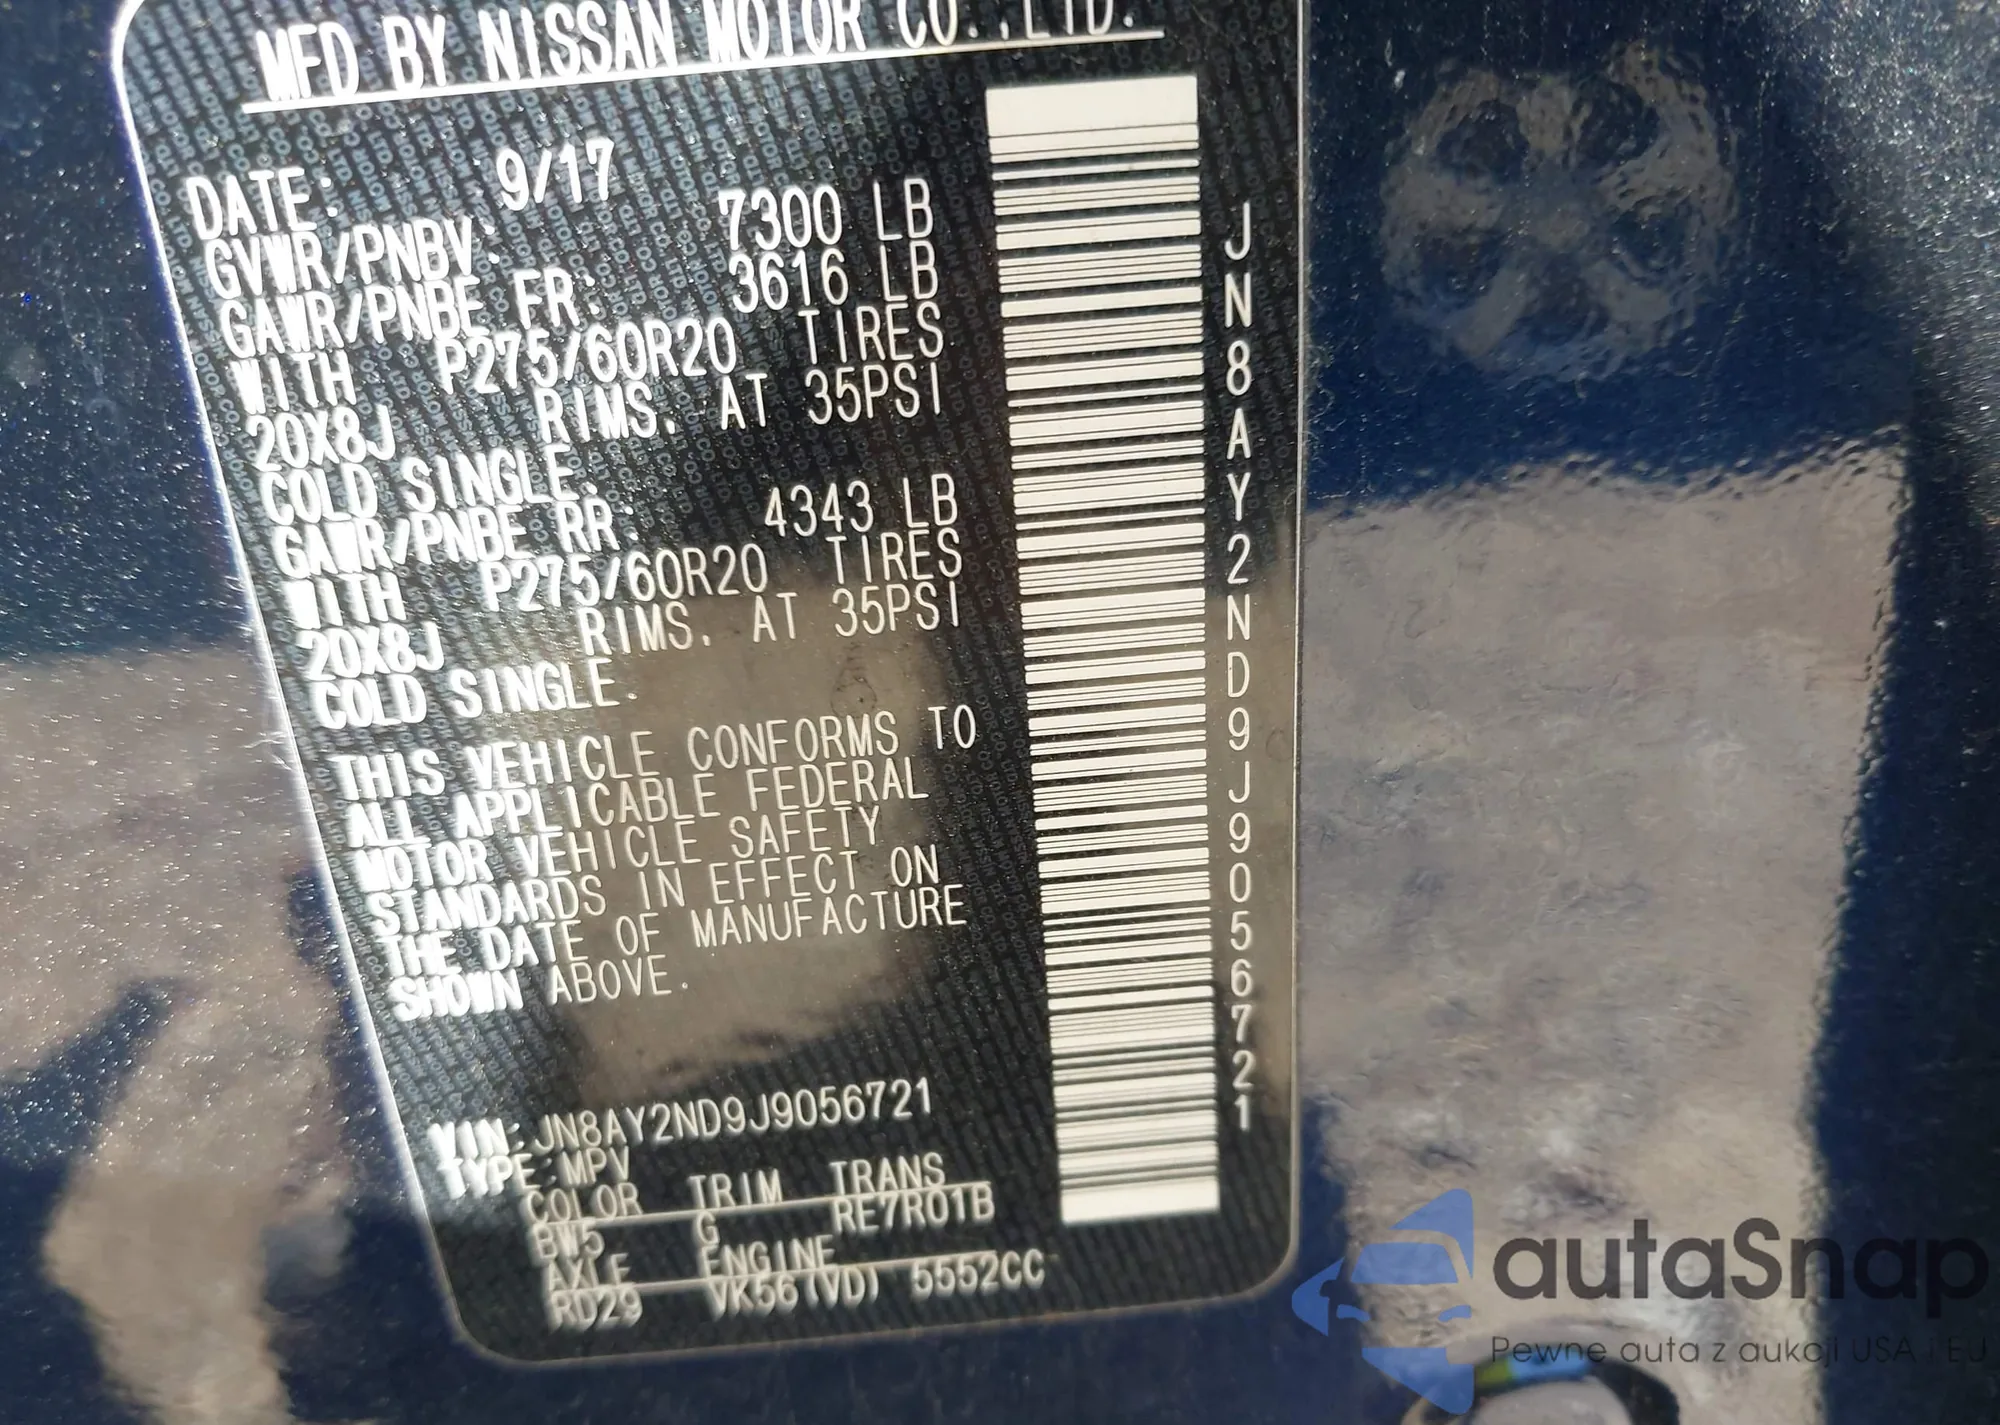 MFD BY NISSAN MOTOR CO.,LTD.
DATE: 9/17
GVWR/PNBV: 7300 LB
GAWR/PNBE FR: 3616 LB
WITH P275/60R20 TIRES
20X8J RIMS. AT 35PSI
COLD SINGLE.
GAWR/PNBE RR: 4343 LB
WITH P275/60R20 TIRES
20X8J RIMS. AT 35PSI
COLD SINGLE.
THIS VEHICLE CONFORMS TO
ALL APPLICABLE FEDERAL
MOTOR VEHICLE SAFETY
STANDARDS IN EFFECT ON
THE DATE OF MANUFACTURE
SHOWN ABOVE.
VIN:JN8AY2ND9J9056721
TYPE:MPV
COLOR TRIM TRANS
BW5 G RE7R01B
AXLE ENGINE
RD29 VK56(VD) 5552CC
JN8AY2ND9J9056721
autaSnap
Pewne auta z aukcji USA i EU